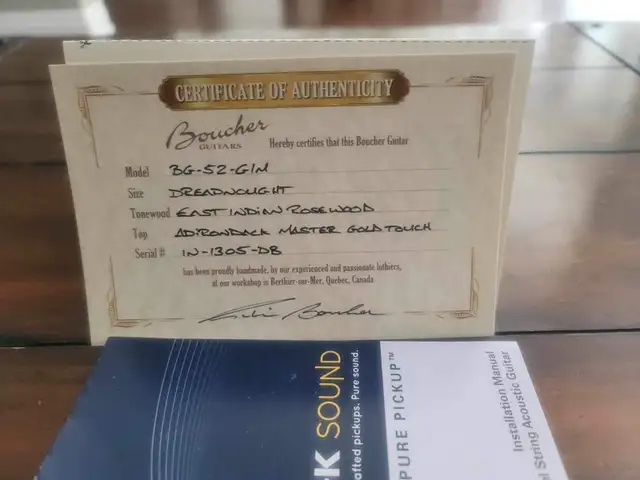 CERTIFICATE OF AUTHENTICITY
Boucher
GUITARS
Hereby certifies that this Boucher Guitar
Model BG-52-GM
Size DREADNOUGHT
Tonewood EAST INDIAN ROSEWOOD
Top ADIRONDACK MASTER GOLD TOUCH
Serial # IN-1305-DB
has been proudly handmade, by our experienced and passionate luthiers,
at our workshop in Berthier-sur-Mer, Quebec, Canada
K SOUND
afted pickups. Pure sound.
PURE PICKUP™
Installation Manual
l String Acoustic Guitar